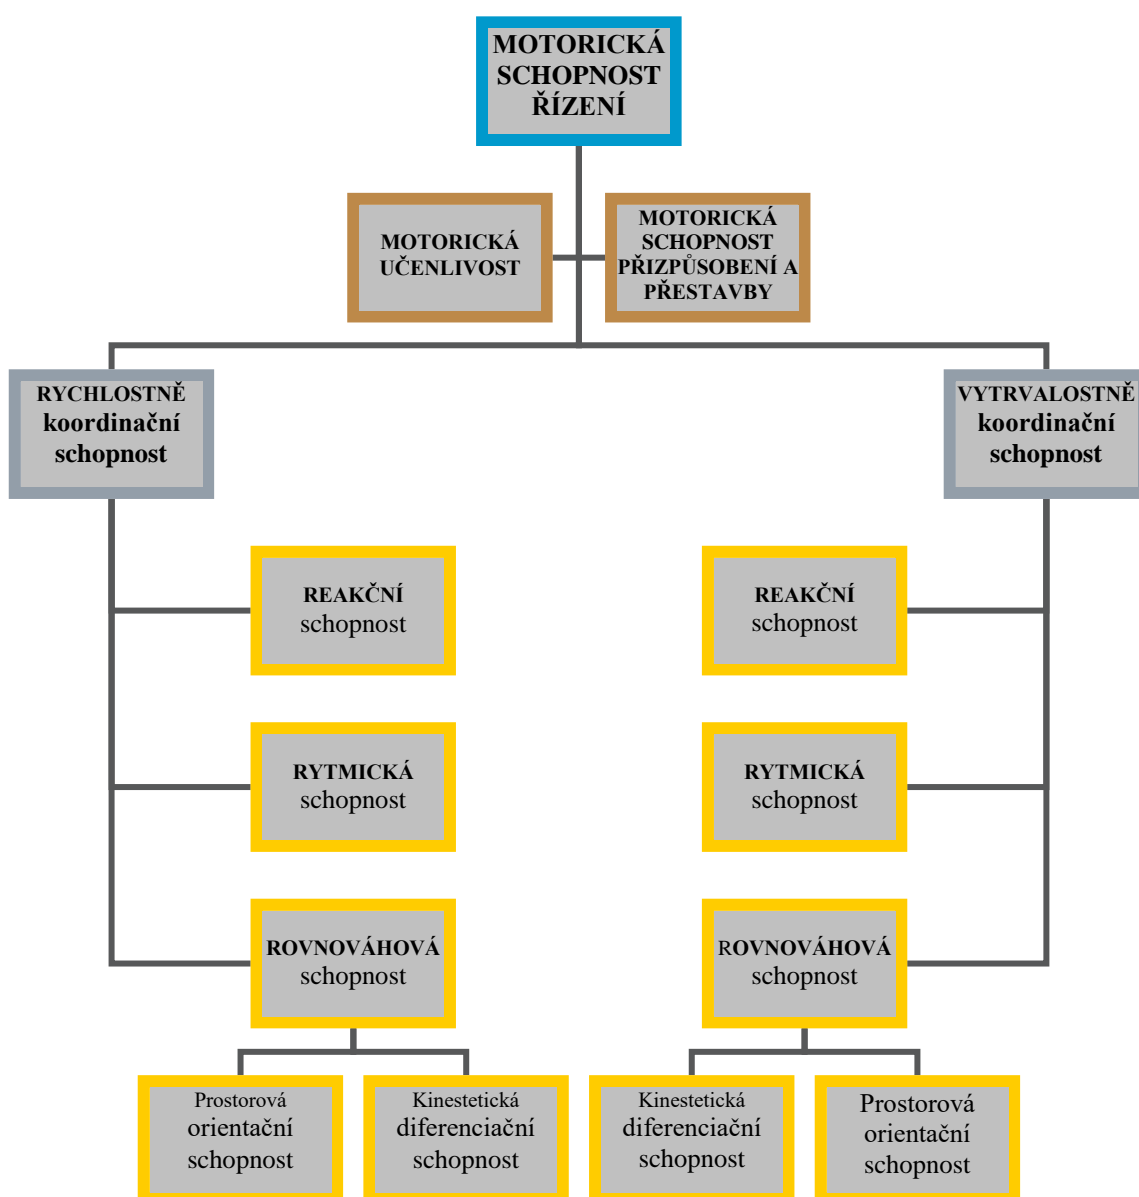 MOTORICKÁ
SCHOPNOST
ŘÍZENÍ
MOTORICKÁ
UČENLIVOST
MOTORICKÁ
SCHOPNOST
PŘIZPŮSOBENÍ A
PŘESTAVBY
RYCHLOSTNĚ
koordinační
schopnost
VYTRVALOSTNĚ
koordinační
schopnost
REAKČNÍ
schopnost
REAKČNÍ
schopnost
RYTMICKÁ
schopnost
RYTMICKÁ
schopnost
ROVNOVÁHOVÁ
schopnost
ROVNOVÁHOVÁ
schopnost
Prostorová
orientační
schopnost
Kinestetická
diferenciační
schopnost
Kinestetická
diferenciační
schopnost
Prostorová
orientační
schopnost